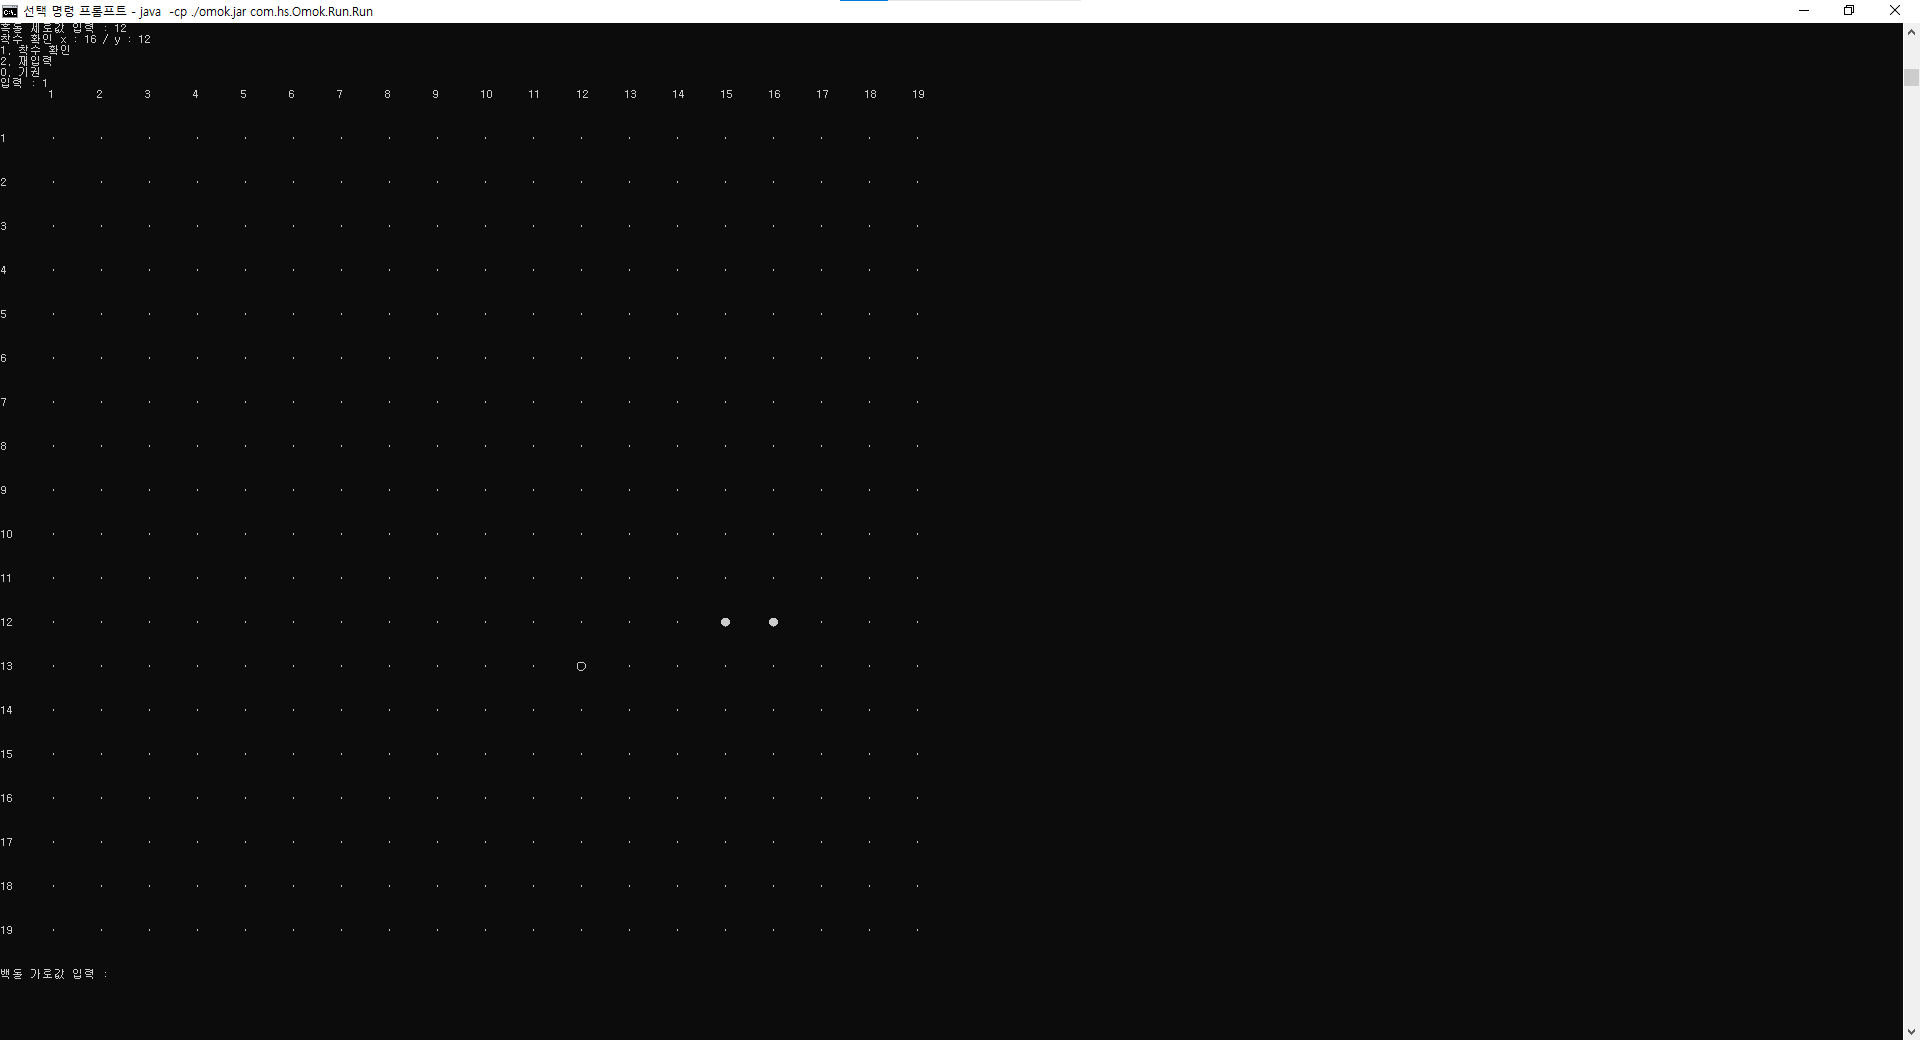 선택 명령 프롬프트 - java  -cp ./omok.jar com.hs.Omok.Run.Run
흑돌 세로값 입력 : 12
착수 확인 x : 16 / y : 12
1. 착수 확인
2. 재입력
0. 기권
입력 : 1
1 2 3 4 5 6 7 8 9 10 11 12 13 14 15 16 17 18 19
1 . . . . . . . . . . . . . . . . . . .
2 . . . . . . . . . . . . . . . . . . .
3 . . . . . . . . . . . . . . . . . . .
4 . . . . . . . . . . . . . . . . . . .
5 . . . . . . . . . . . . . . . . . . .
6 . . . . . . . . . . . . . . . . . . .
7 . . . . . . . . . . . . . . . . . . .
8 . . . . . . . . . . . . . . . . . . .
9 . . . . . . . . . . . . . . . . . . .
10 . . . . . . . . . . . . . . . . . . .
11 . . . . . . . . . . . . . . . . . . .
12 . . . . . . . . . . . . . . ● ● . . .
13 . . . . . . . . . . . ○ . . . . . . .
14 . . . . . . . . . . . . . . . . . . .
15 . . . . . . . . . . . . . . . . . . .
16 . . . . . . . . . . . . . . . . . . .
17 . . . . . . . . . . . . . . . . . . .
18 . . . . . . . . . . . . . . . . . . .
19 . . . . . . . . . . . . . . . . . . .
백돌 가로값 입력 :